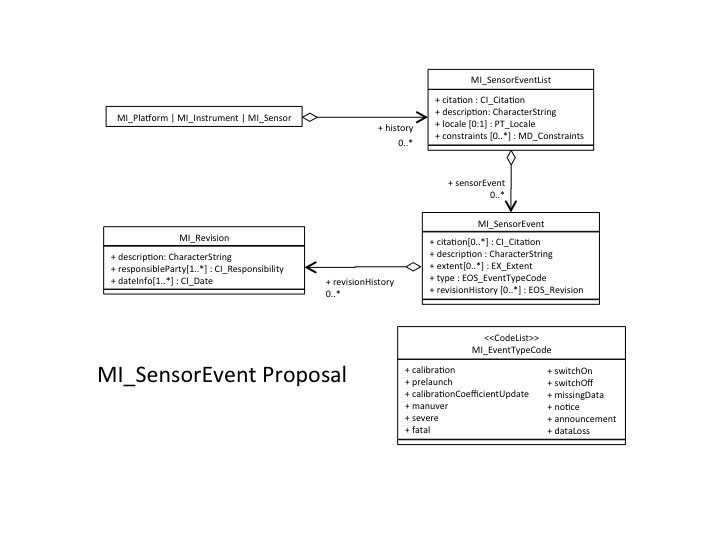 MI_SensorEventList
+ citation : CI_Citation
+ description: CharacterString
+ locale [0:1] : PT_Locale
+ constraints [0..*] : MD_Constraints
MI_Platform | MI_Instrument | MI_Sensor
+ history
0..*
+ sensorEvent
0..*
MI_SensorEvent
+ citation[0..*] : CI_Citation
+ description : CharacterString
+ extent[0..*] : EX_Extent
+ type : EOS_EventTypeCode
+ revisionHistory [0..*] : EOS_Revision
MI_Revision
+ description: CharacterString
+ responsibleParty[1..*] : CI_Responsibility
+ dateInfo[1..*] : CI_Date
+ revisionHistory
0..*
<<CodeList>>
MI_EventTypeCode
+ calibration
+ prelaunch
+ calibrationCoefficientUpdate
+ manuver
+ severe
+ fatal
+ switchOn
+ switchOff
+ missingData
+ notice
+ announcement
+ dataLoss
MI_SensorEvent Proposal